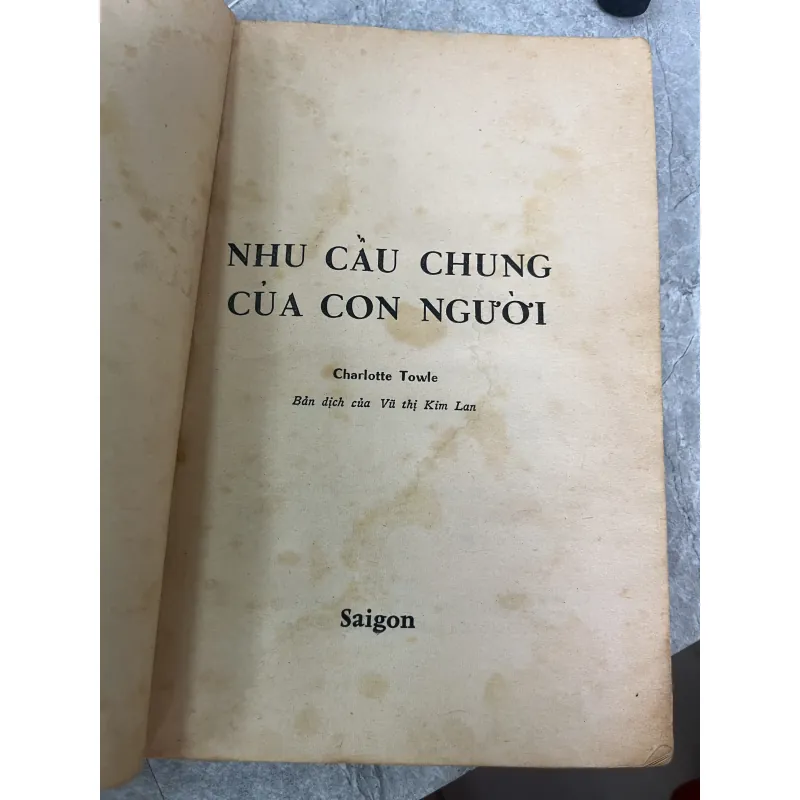 NHU CẦU CHUNG
CỦA CON NGƯỜI
Charlotte Towle
Bản dịch của Vũ thị Kim Lan
Saigon